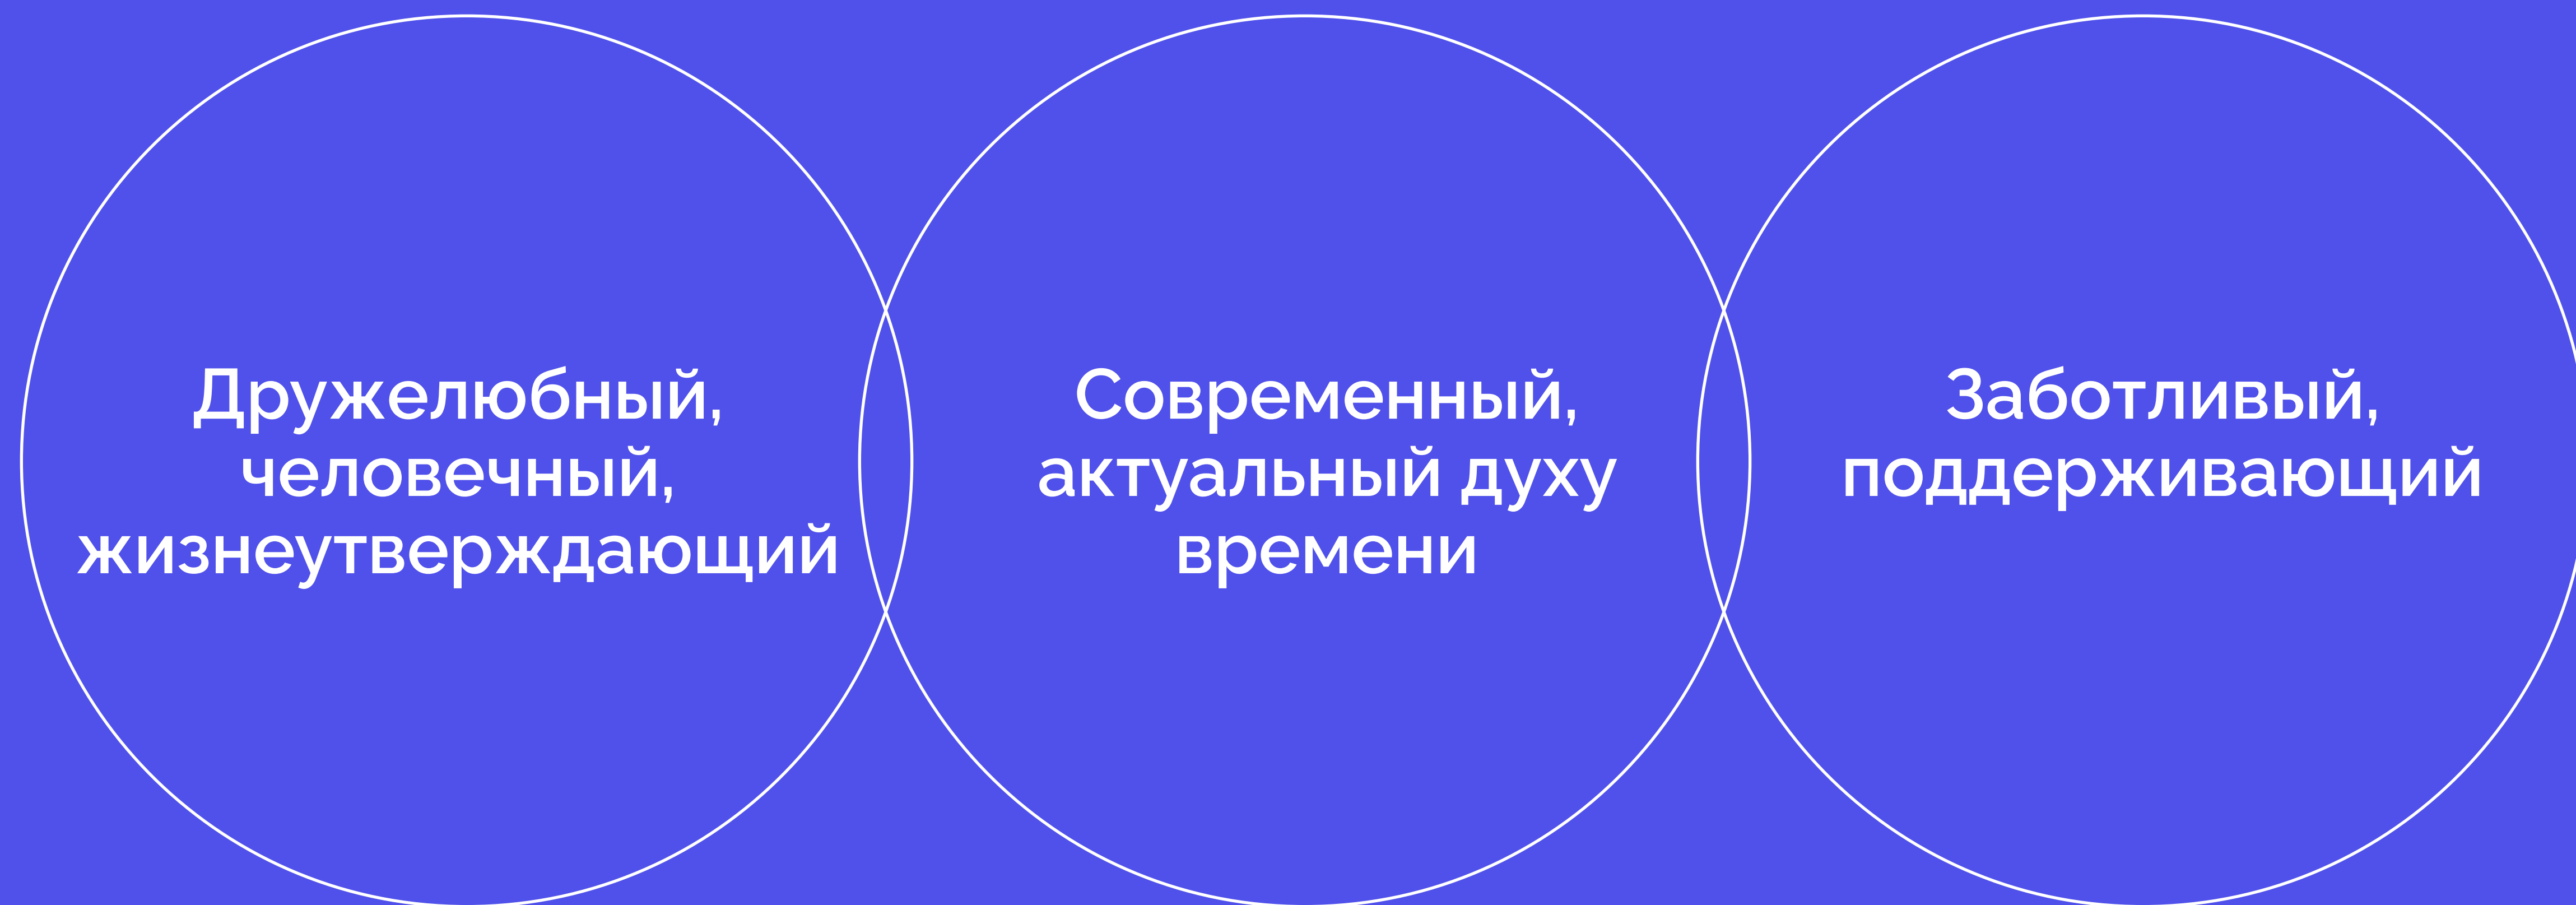 Дружелюбный,
человечный,
жизнеутверждающий
Современный,
актуальный духу
времени
Заботливый,
поддерживающий